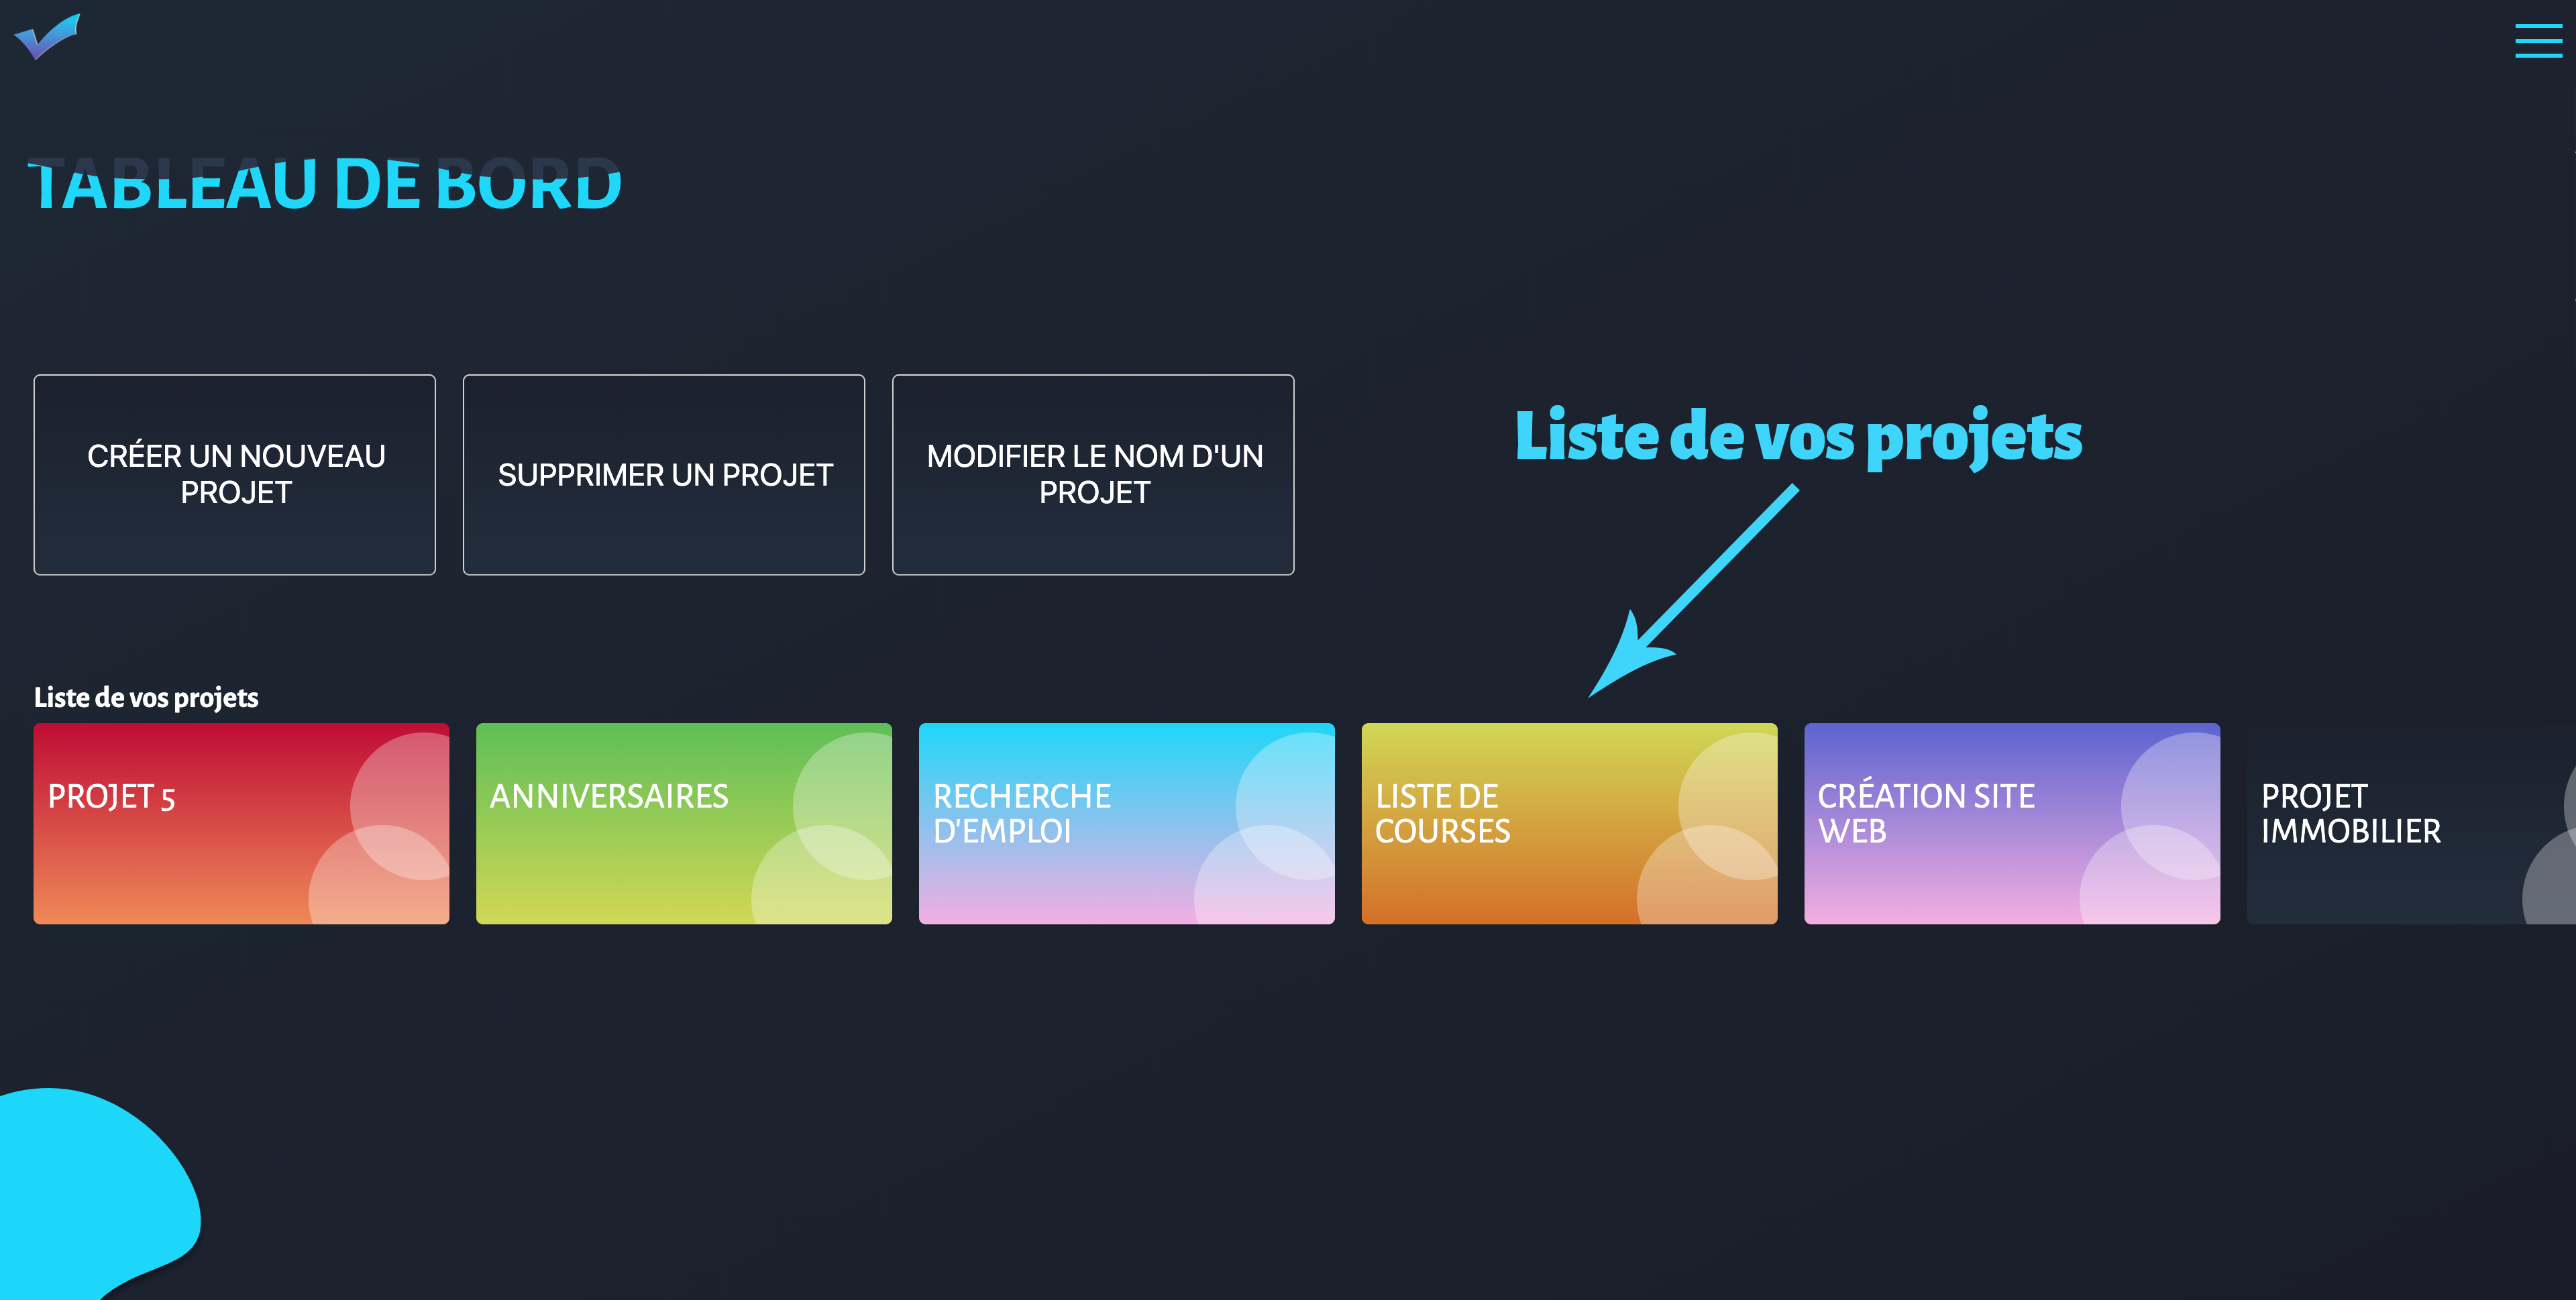 TABLEAU DE BORD
CRÉER UN NOUVEAU
PROJET
SUPPRIMER UN PROJET
MODIFIER LE NOM D'UN
PROJET
Liste de vos projets
Liste de vos projets
PROJET 5
ANNIVERSAIRES
RECHERCHE
D'EMPLOI
LISTE DE
COURSES
CRÉATION SITE
WEB
PROJET
IMMOBILIER